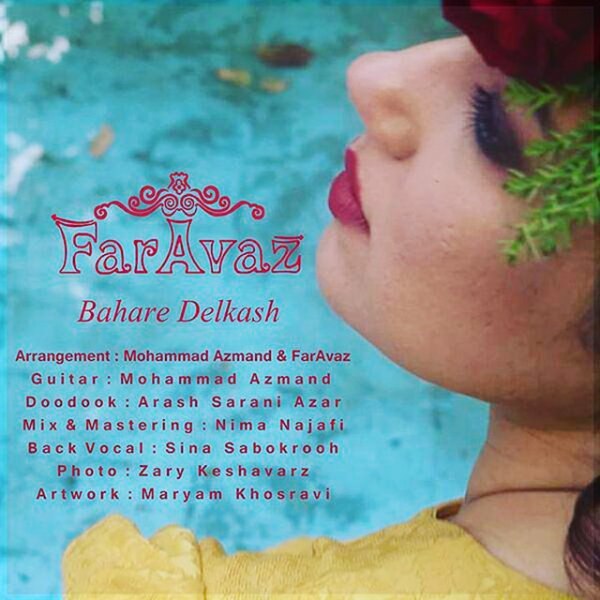 FarAvaz
Bahare Delkash
Arrangement : Mohammad Azmand & FarAvaz
Guitar : Mohammad Azmand
Doodook : Arash Sarani Azar
Mix & Mastering : Nima Najafi
Back Vocal : Sina Sabokrooh
Photo : Zary Keshavarz
Artwork : Maryam Khosravi